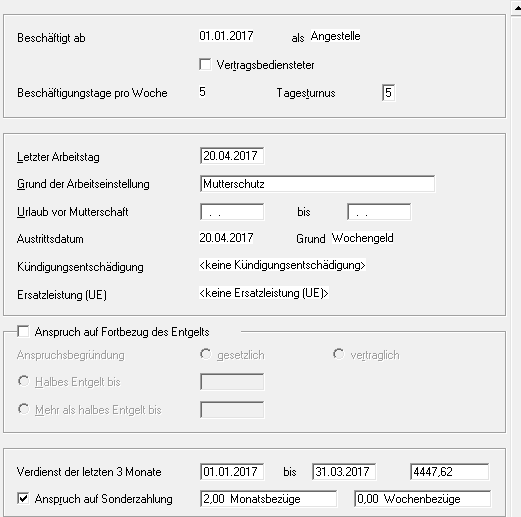 Beschäftigt ab 01.01.2017 als Angestelle
Vertragsbediensteter
Beschäftigungstage pro Woche 5 Tagesturnus 5
Letzter Arbeitstag 20.04.2017
Grund der Arbeitseinstellung Mutterschutz
Urlaub vor Mutterschaft . . bis . .
Austrittsdatum 20.04.2017 Grund Wochengeld
Kündigungsentschädigung <keine Kündigungsentschädigung>
Ersatzleistung (UE) <keine Ersatzleistung (UE)>
Anspruch auf Fortbezug des Entgelts
Anspruchsbegründung gesetzlich vertraglich
Halbes Entgelt bis
Mehr als halbes Entgelt bis
Verdienst der letzten 3 Monate 01.01.2017 bis 31.03.2017 4447,62
Anspruch auf Sonderzahlung 2,00 Monatsbezüge 0,00 Wochenbezüge